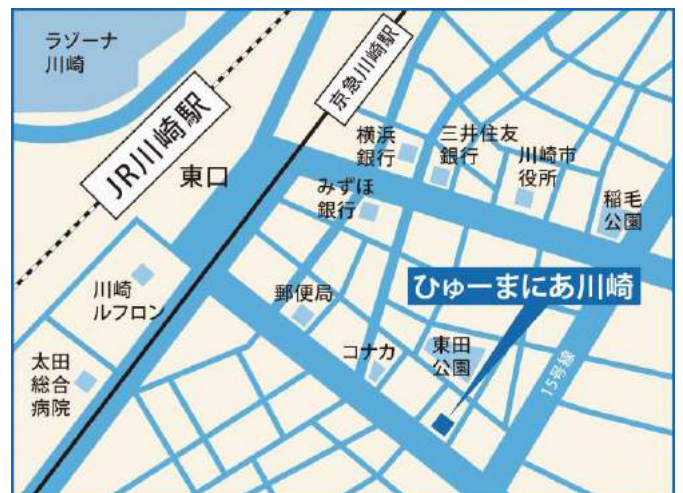 ラゾーナ
川崎
JR川崎駅
東口
京急川崎駅
横浜
銀行
三井住友
銀行
川崎市
役所
稲毛
公園
みずほ
銀行
川崎
ルフロン
郵便局
ひゅーまにあ川崎
太田
総合
病院
コナカ
東田
公園
15号線